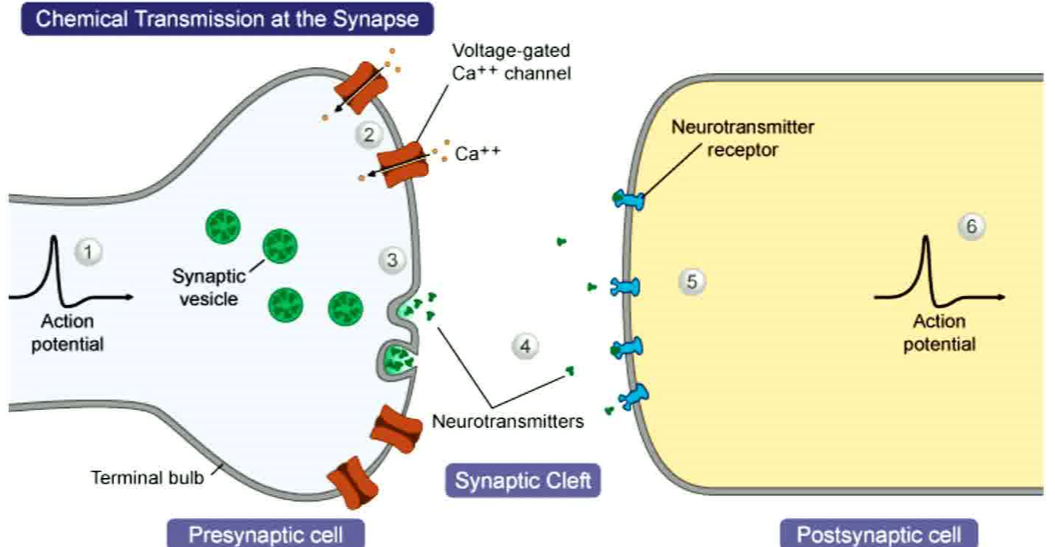 Chemical Transmission at the Synapse
Voltage-gated
Ca⁺⁺ channel
2
Ca⁺⁺
Neurotransmitter
receptor
1
3
Synaptic
vesicle
Action
potential
4
5
6
Action
potential
Neurotransmitters
Terminal bulb
Synaptic Cleft
Presynaptic cell
Postsynaptic cell